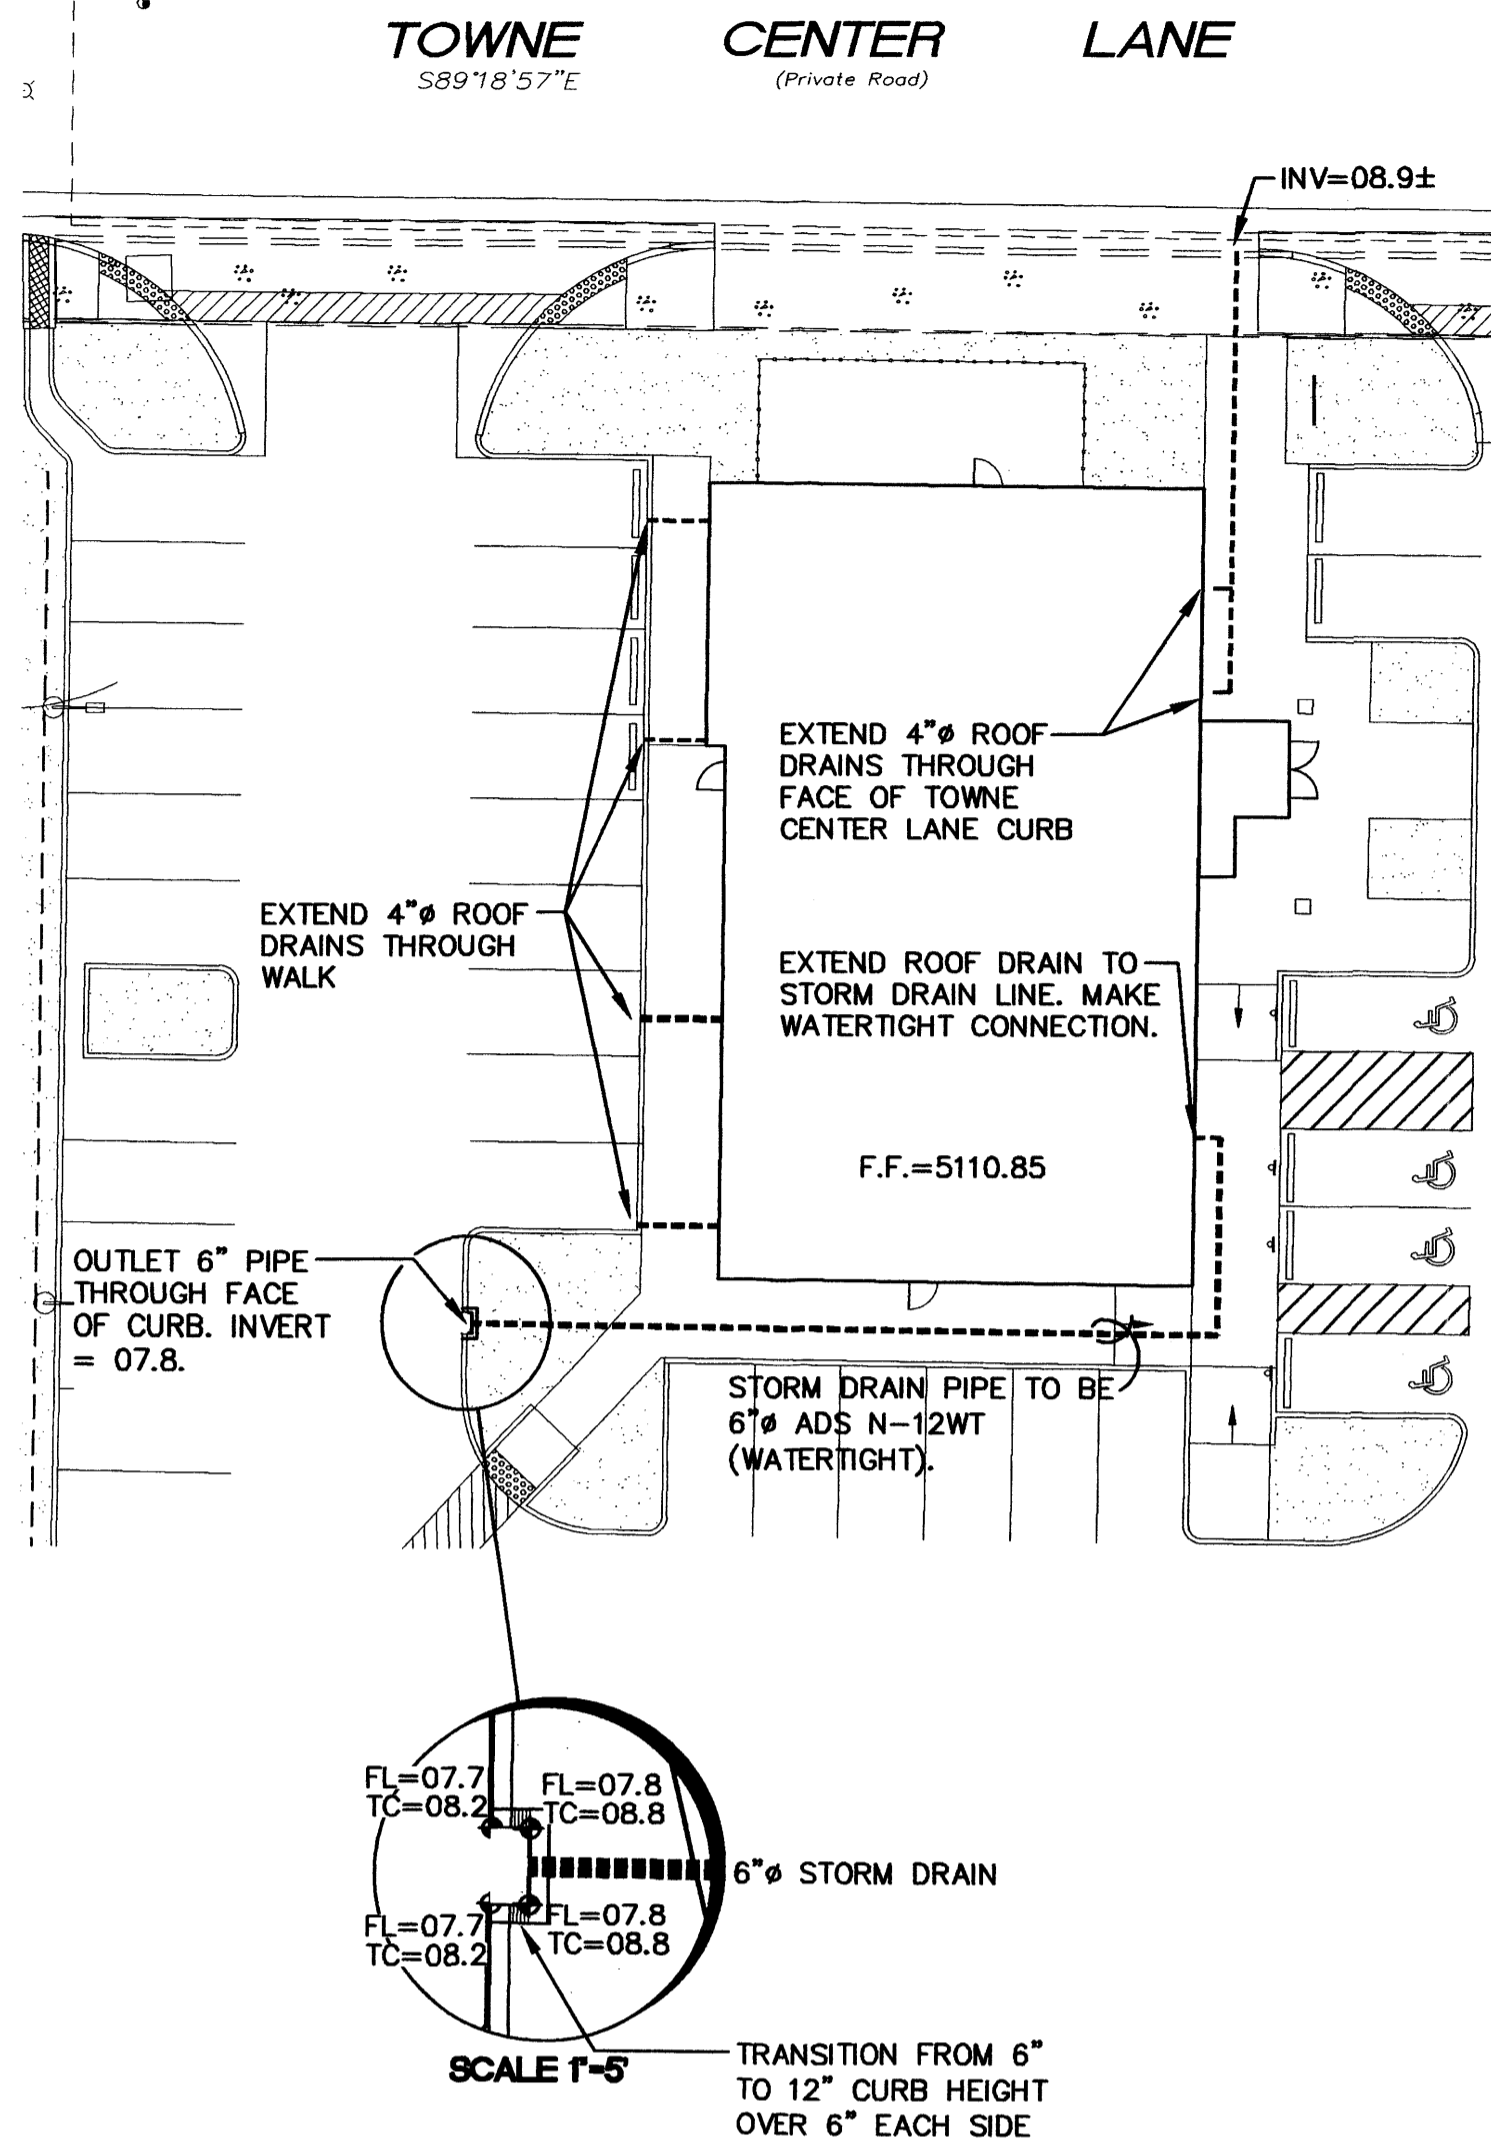 TOWNE CENTER LANE
S89°18'57"E (Private Road)
INV=08.9±
EXTEND 4"ø ROOF
DRAINS THROUGH
FACE OF TOWNE
CENTER LANE CURB
EXTEND 4"ø ROOF
DRAINS THROUGH
WALK
EXTEND ROOF DRAIN TO
STORM DRAIN LINE. MAKE
WATERTIGHT CONNECTION.
F.F.=5110.85
OUTLET 6" PIPE
THROUGH FACE
OF CURB. INVERT
= 07.8.
STORM DRAIN PIPE TO BE
6"ø ADS N-12WT
(WATERTIGHT).
FL=07.7
TC=08.2
FL=07.8
TC=08.8
6"ø STORM DRAIN
FL=07.7
TC=08.2
FL=07.8
TC=08.8
SCALE 1"=5'
TRANSITION FROM 6"
TO 12" CURB HEIGHT
OVER 6" EACH SIDE